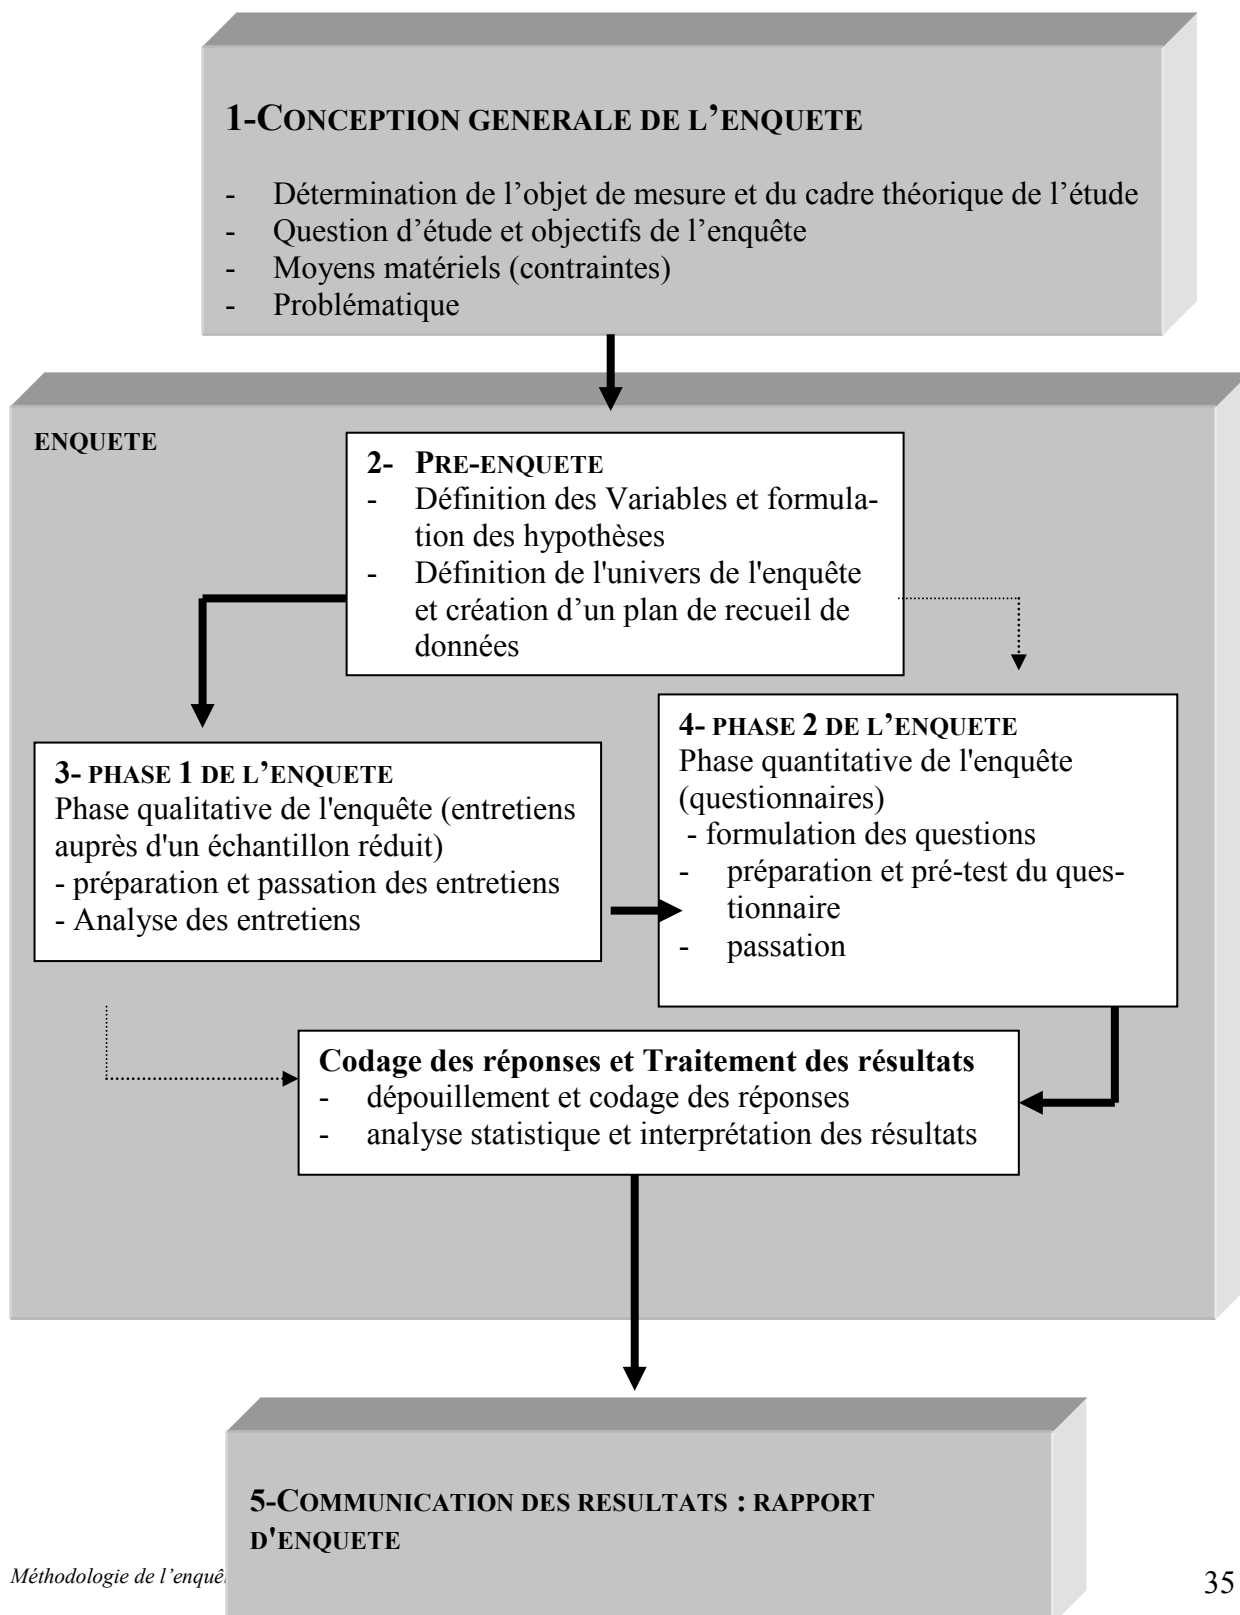 1-CONCEPTION GENERALE DE L’ENQUETE
- Détermination de l’objet de mesure et du cadre théorique de l’étude
- Question d’étude et objectifs de l’enquête
- Moyens matériels (contraintes)
- Problématique
ENQUETE
2- PRE-ENQUETE
- Définition des Variables et formula-
tion des hypothèses
- Définition de l'univers de l'enquête
et création d’un plan de recueil de
données
3- PHASE 1 DE L’ENQUETE
Phase qualitative de l'enquête (entretiens
auprès d'un échantillon réduit)
- préparation et passation des entretiens
- Analyse des entretiens
4- PHASE 2 DE L’ENQUETE
Phase quantitative de l'enquête
(questionnaires)
- formulation des questions
- préparation et pré-test du ques-
tionnaire
- passation
Codage des réponses et Traitement des résultats
- dépouillement et codage des réponses
- analyse statistique et interprétation des résultats
5-COMMUNICATION DES RESULTATS : RAPPORT
D'ENQUETE
Méthodologie de l’enquê
35